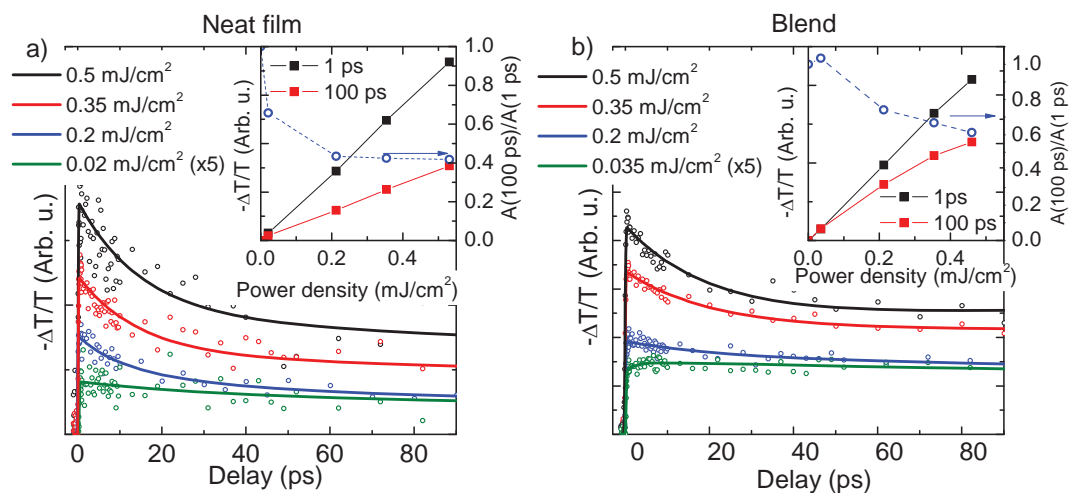 Neat film
a)
0.5 mJ/cm²
0.35 mJ/cm²
0.2 mJ/cm²
0.02 mJ/cm² (x5)
-ΔT/T (Arb. u.)
1 ps
100 ps
1.0
0.8
0.6
0.4
0.2
0.0
A(100 ps)/A(1 ps)
0.0 0.2 0.4
Power density (mJ/cm²)
-ΔT/T (Arb. u.)
0 20 40 60 80
Delay (ps)
Blend
b)
0.5 mJ/cm²
0.35 mJ/cm²
0.2 mJ/cm²
0.035 mJ/cm² (x5)
-ΔT/T (Arb. u.)
1ps
100 ps
1.0
0.8
0.6
0.4
0.2
0.0
A(100 ps)/A(1 ps)
0.0 0.2 0.4
Power density (mJ/cm²)
-ΔT/T (Arb. u.)
0 20 40 60 80
Delay (ps)